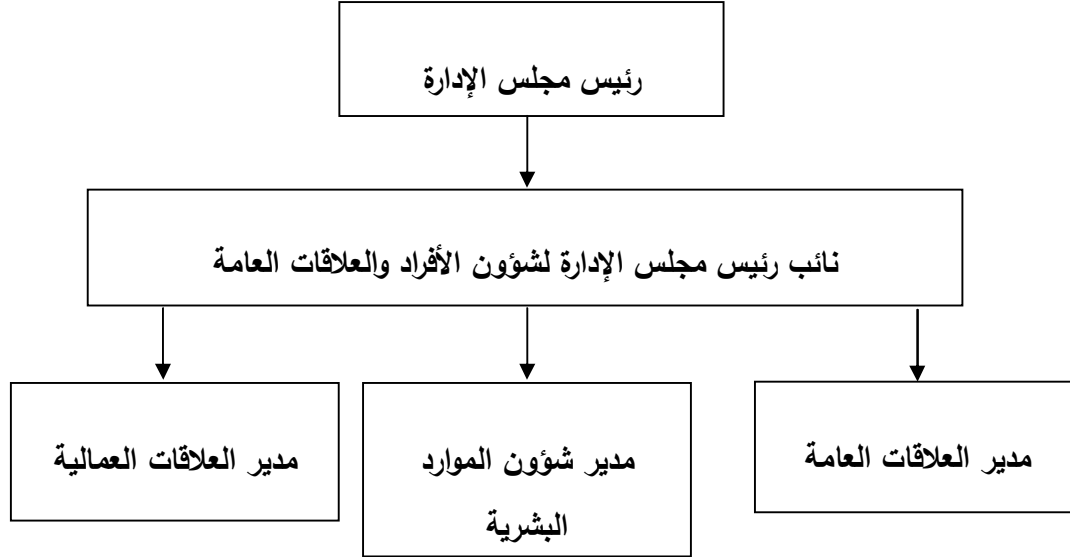 رئيس مجلس الإدارة
نائب رئيس مجلس الإدارة لشؤون الأفراد والعلاقات العامة
مدير العلاقات العامة
مدير شؤون الموارد
البشرية
مدير العلاقات العمالية